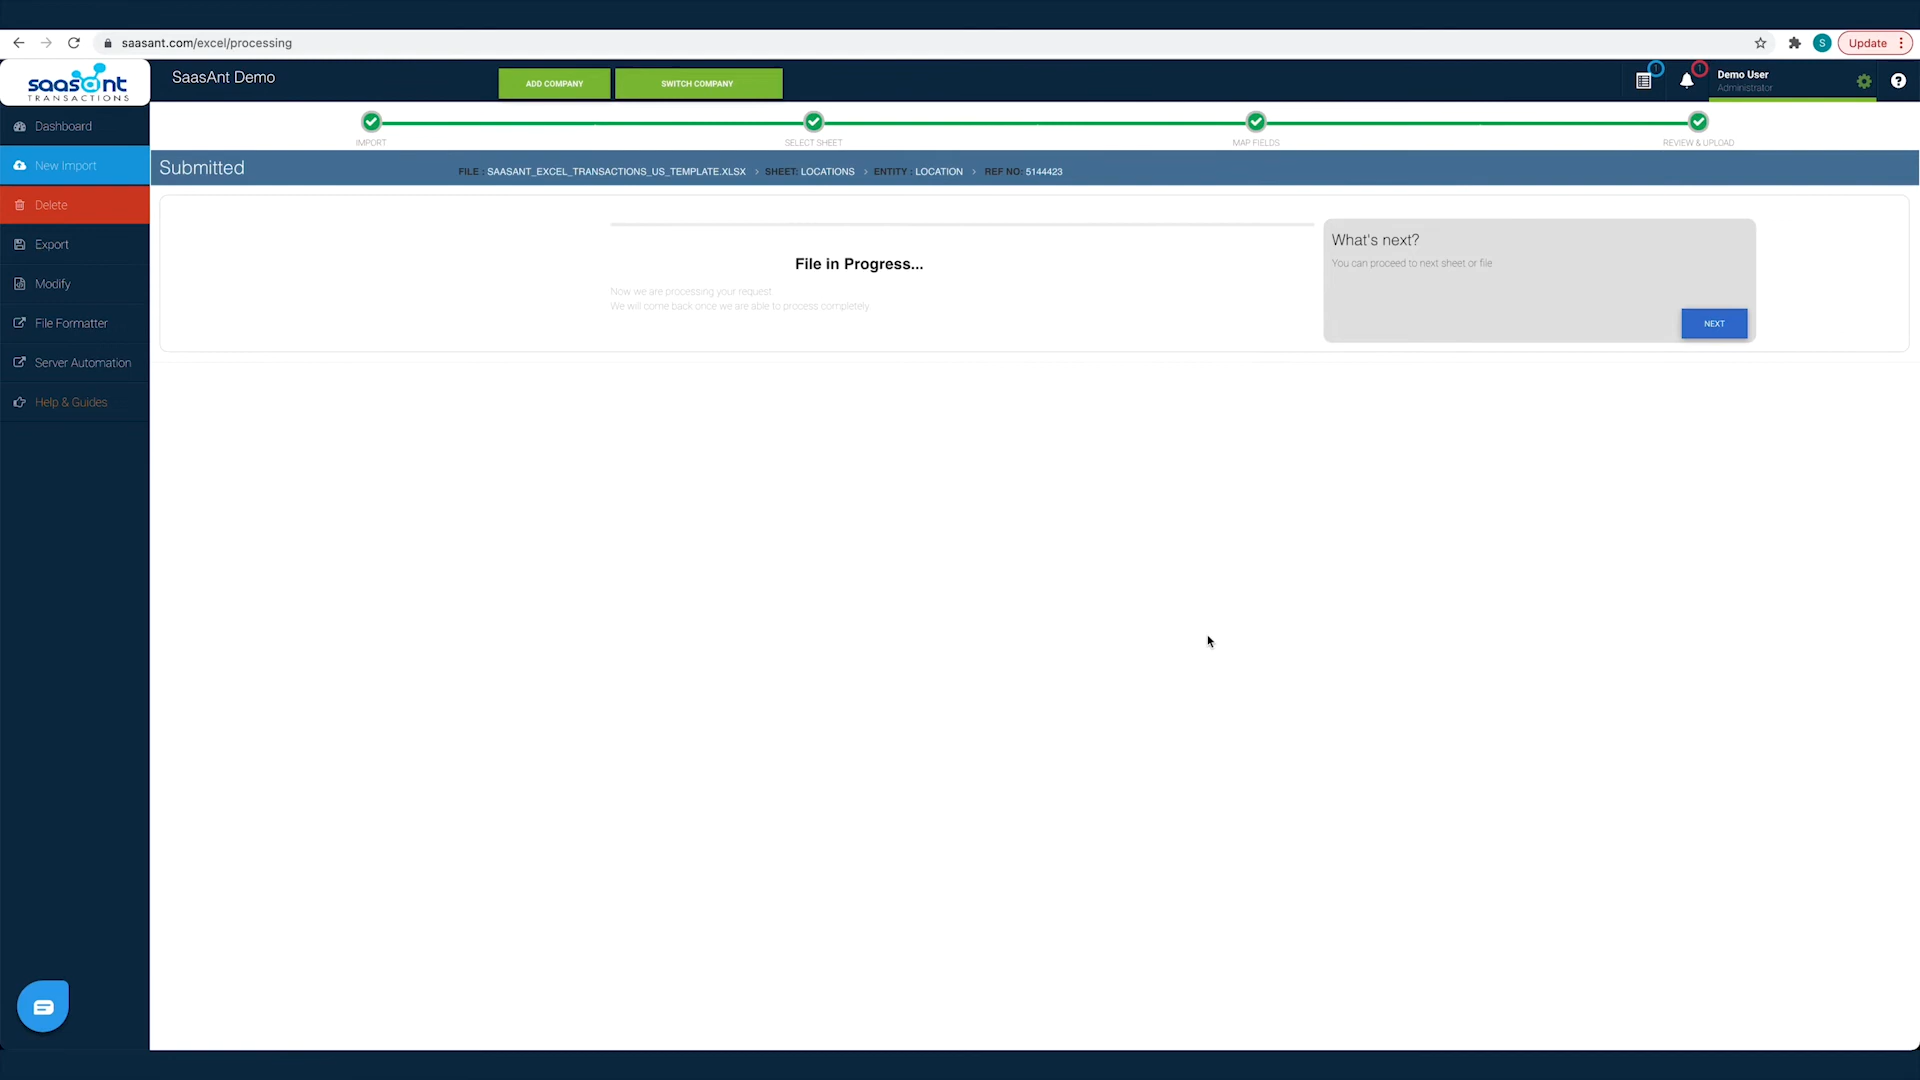 saasant.com/excel/processing
Update
saasant
TRANSACTIONS
SaasAnt Demo
ADD COMPANY
SWITCH COMPANY
Demo User
Administrator
Dashboard
New Import
Delete
Export
Modify
File Formatter
Server Automation
Help & Guides
IMPORT
SELECT SHEET
MAP FIELDS
REVIEW & UPLOAD
Submitted
FILE : SAASANT_EXCEL_TRANSACTIONS_US_TEMPLATE.XLSX > SHEET: LOCATIONS > ENTITY : LOCATION > REF NO: 5144423
File in Progress...
Now we are processing your request.
We will come back once we are able to process completely.
What's next?
You can proceed to next sheet or file
NEXT
S